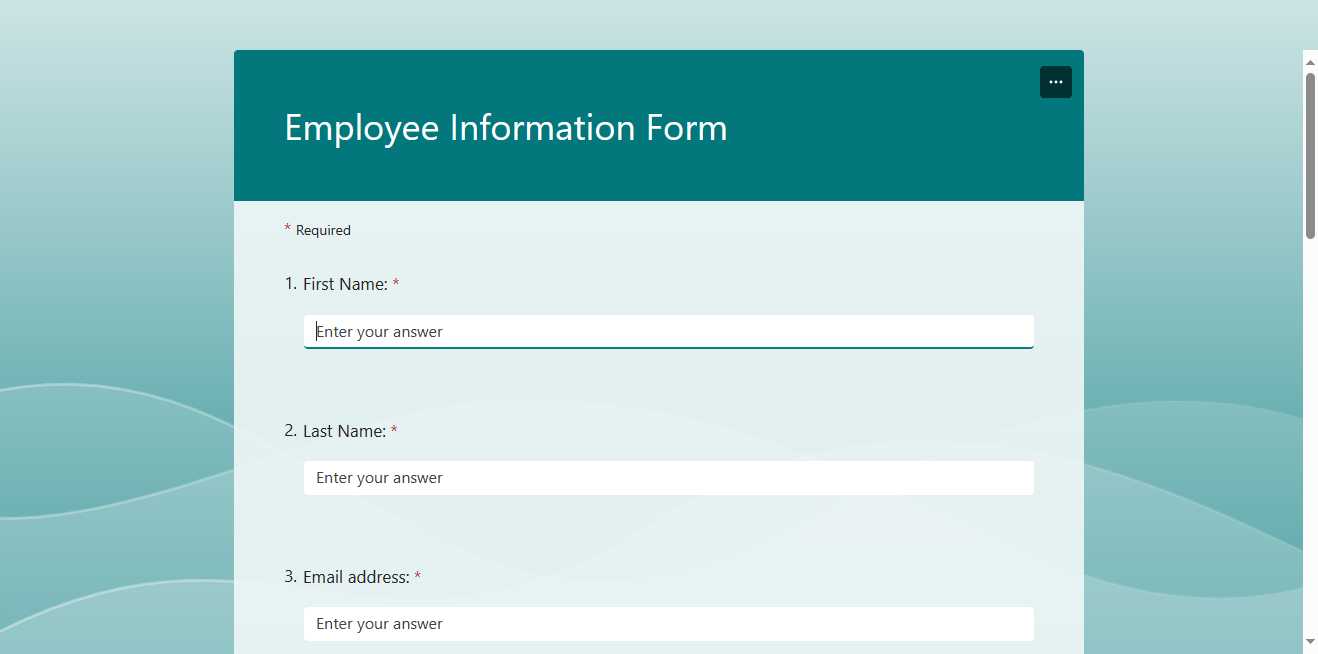 ...
Employee Information Form
* Required
1. First Name: *
Enter your answer
2. Last Name: *
Enter your answer
3. Email address: *
Enter your answer